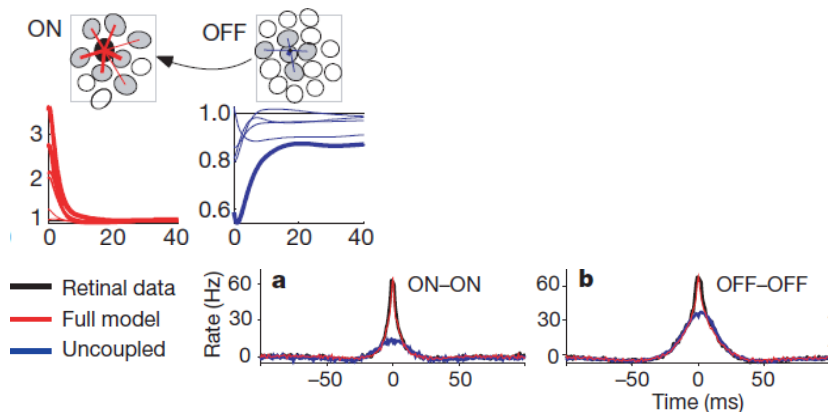 ON
OFF
3
2
1
0
20
40
1.0
0.8
0.6
0
20
40
Retinal data
Full model
Uncoupled
a
ON–ON
Rate (Hz)
60
30
0
−50
0
50
b
OFF–OFF
60
30
0
−50
0
50
Time (ms)